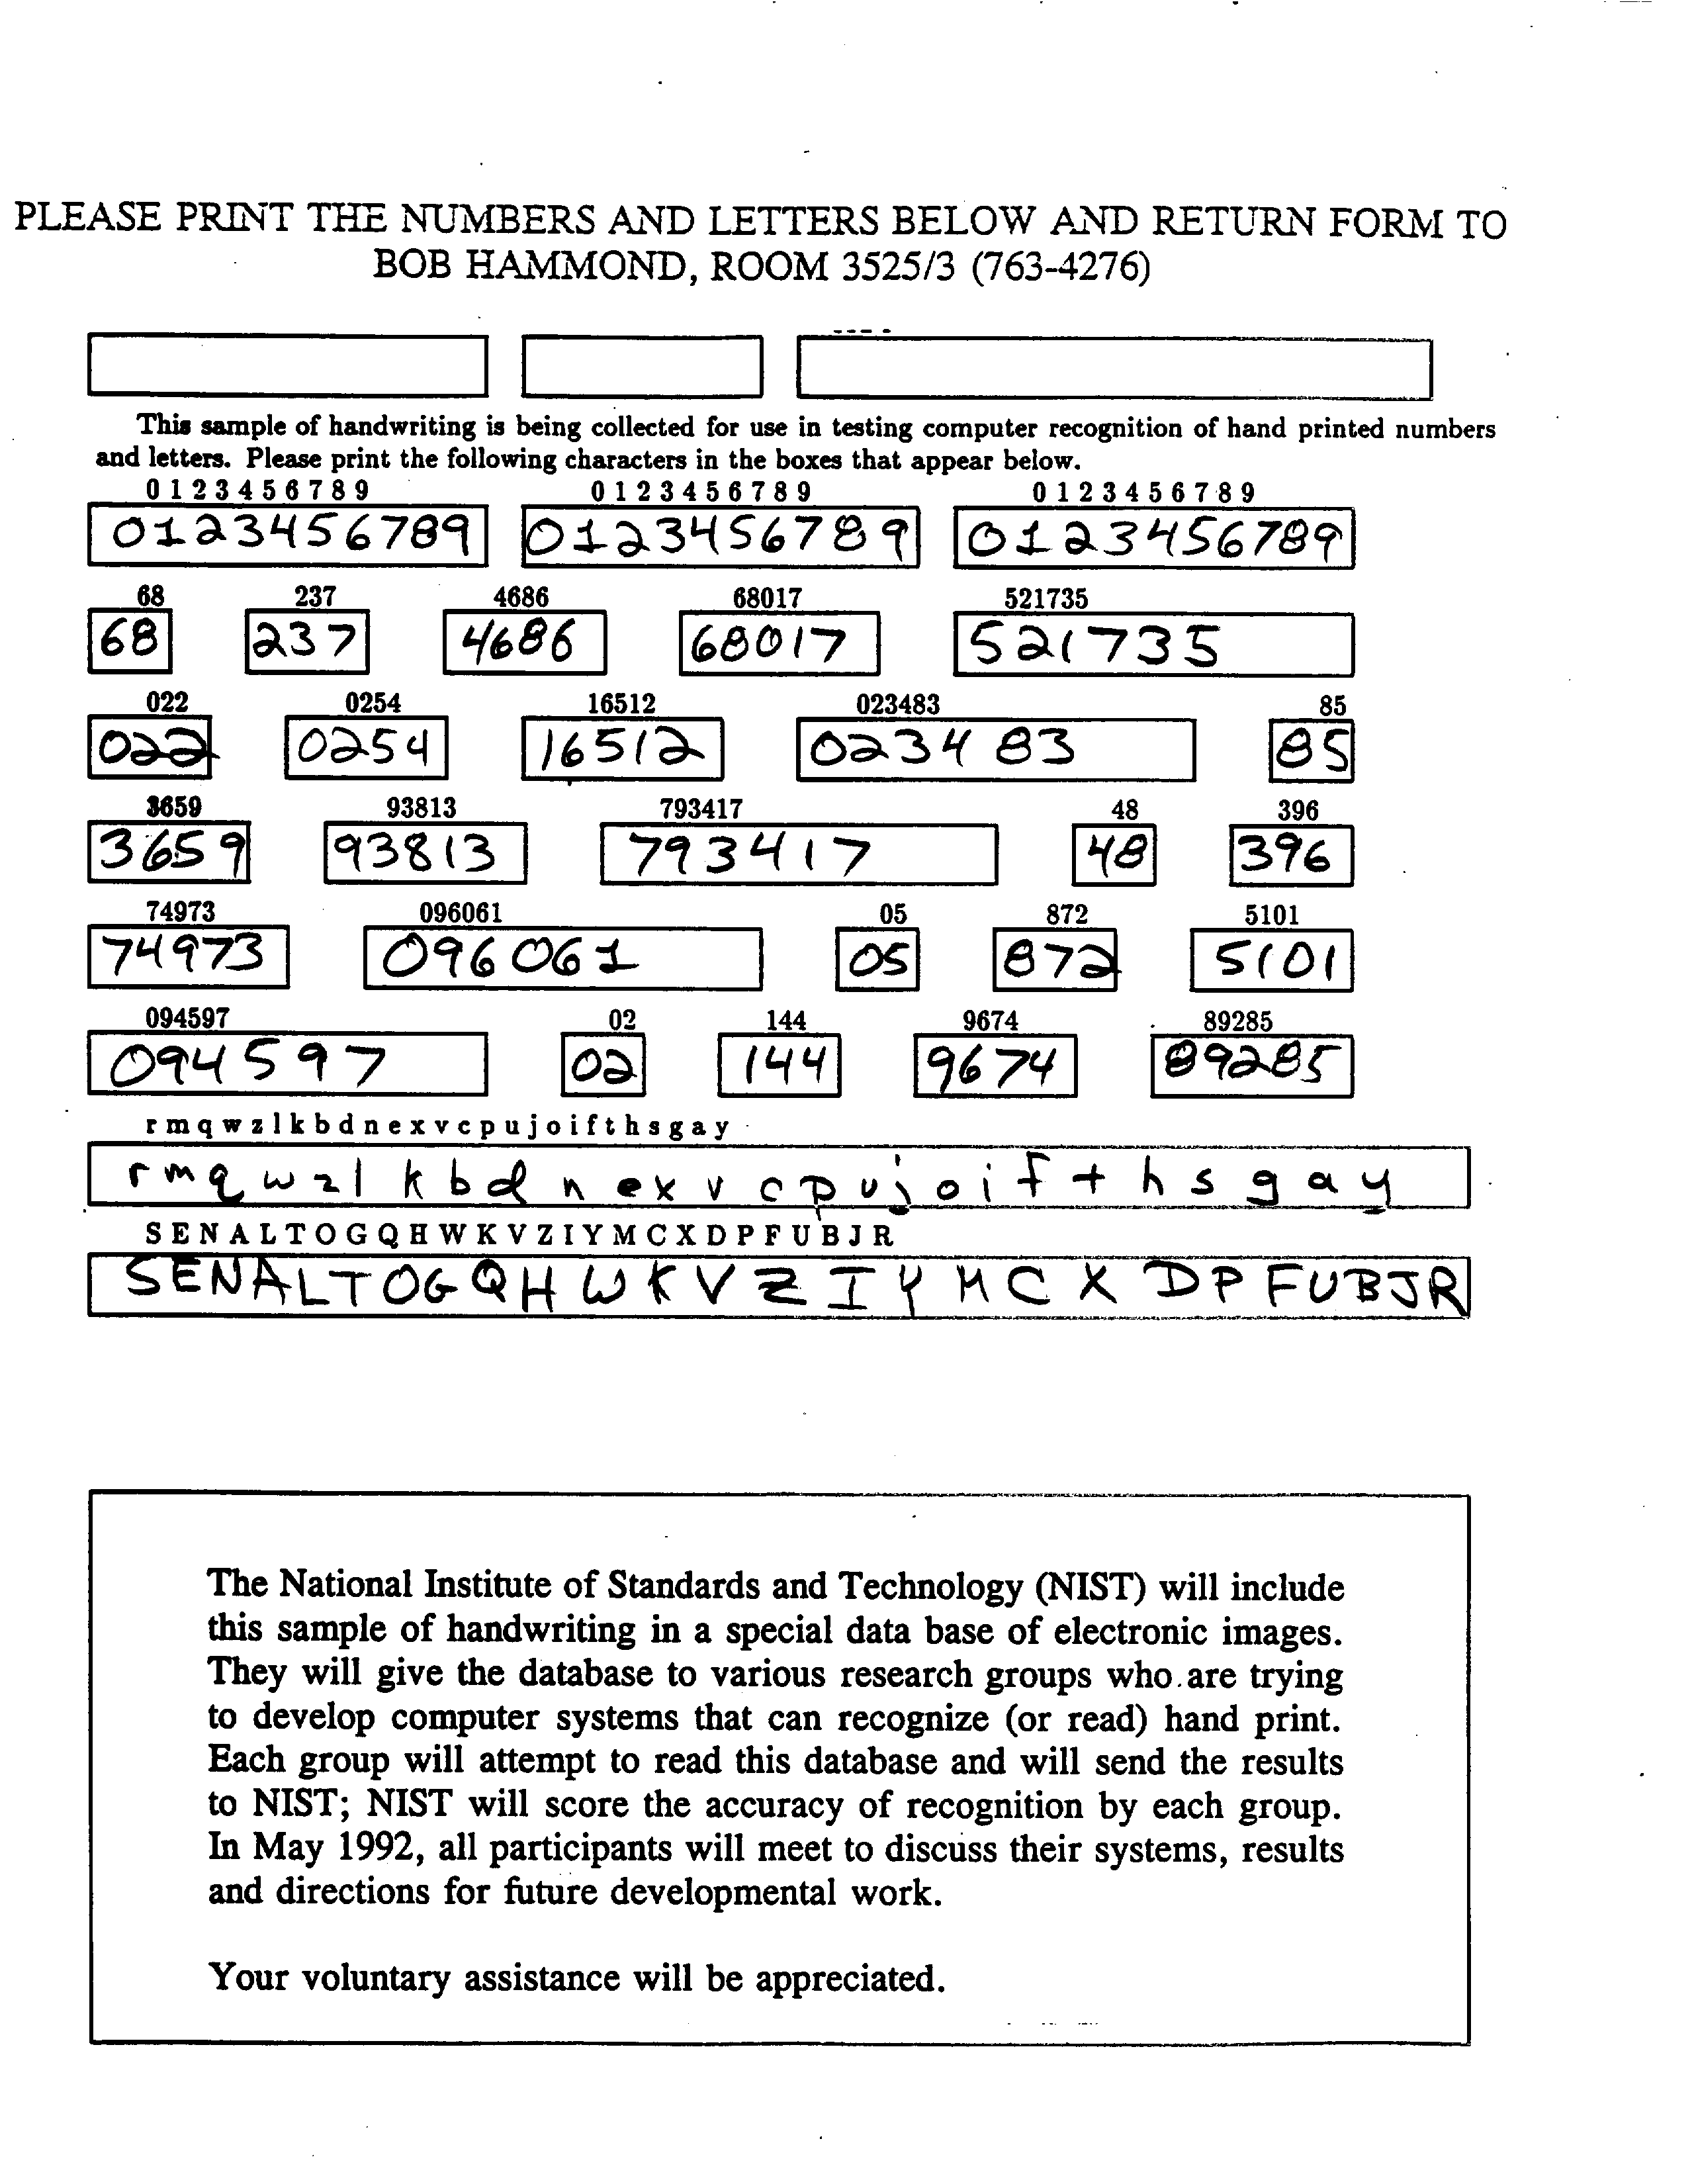 PLEASE PRINT THE NUMBERS AND LETTERS BELOW AND RETURN FORM TO
BOB HAMMOND, ROOM 3525/3 (763-4276)
This sample of handwriting is being collected for use in testing computer recognition of hand printed numbers
and letters. Please print the following characters in the boxes that appear below.
0 1 2 3 4 5 6 7 8 9 0 1 2 3 4 5 6 7 8 9 0 1 2 3 4 5 6 7 8 9
0123456789 0123456789 0123456789
68 237 4686 68017 521735
68 237 4686 68017 521735
022 0254 16512 023483 85
022 0254 16512 023483 85
3659 93813 793417 48 396
3659 93813 793417 48 396
74973 096061 05 872 5101
74973 096061 05 872 5101
094597 02 144 9674 89285
094597 02 144 9674 89285
r m q w z l k b d n e x v c p u j o i f t h s g a y
r m q w z l k b d n e x v c p u j o i f t h s g a y
S E N A L T O G Q H W K V Z I Y M C X D P F U B J R
S E N A L T O G Q H W K V Z I Y M C X D P F U B J R
The National Institute of Standards and Technology (NIST) will include
this sample of handwriting in a special data base of electronic images.
They will give the database to various research groups who are trying
to develop computer systems that can recognize (or read) hand print.
Each group will attempt to read this database and will send the results
to NIST; NIST will score the accuracy of recognition by each group.
In May 1992, all participants will meet to discuss their systems, results
and directions for future developmental work.
Your voluntary assistance will be appreciated.